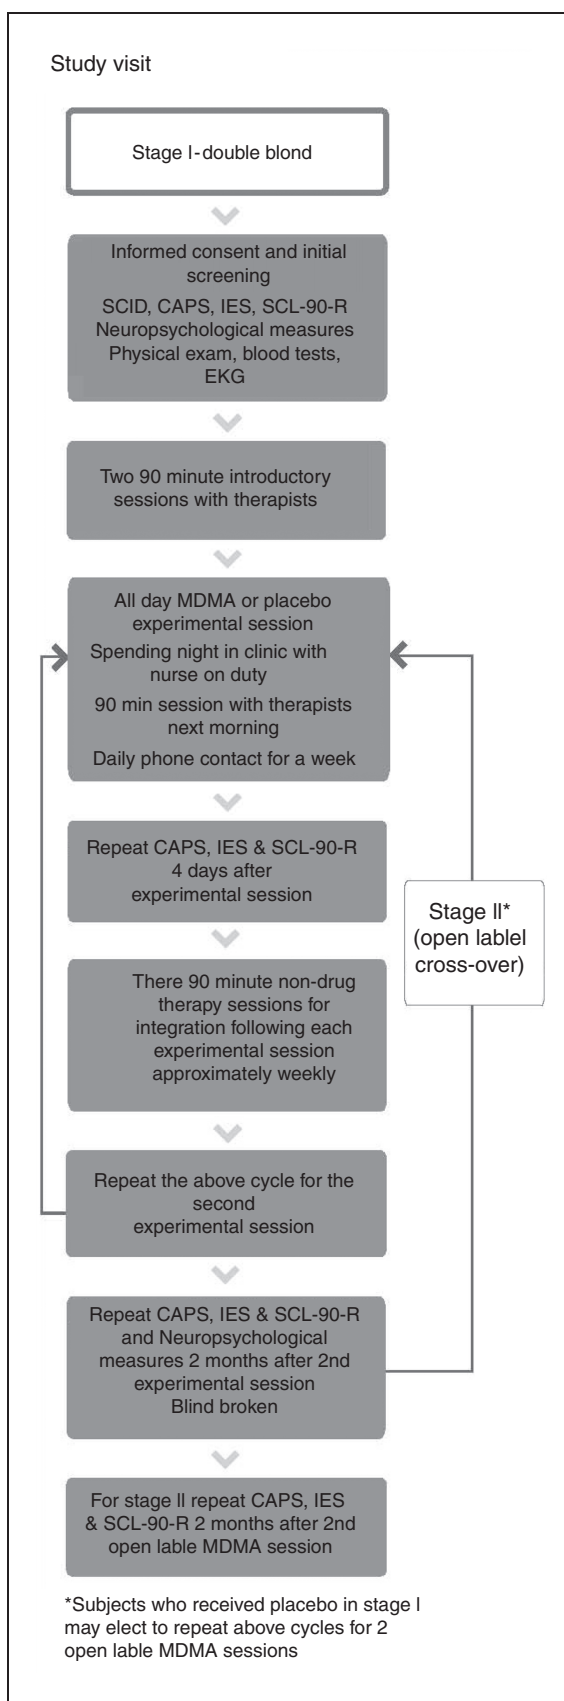 Study visit
Stage I-double blond
Informed consent and initial
screening
SCID, CAPS, IES, SCL-90-R
Neuropsychological measures
Physical exam, blood tests,
EKG
Two 90 minute introductory
sessions with therapists
All day MDMA or placebo
experimental session
Spending night in clinic with
nurse on duty
90 min session with therapists
next morning
Daily phone contact for a week
Repeat CAPS, IES & SCL-90-R
4 days after
experimental session
Stage II*
(open lablel
cross-over)
There 90 minute non-drug
therapy sessions for
integration following each
experimental session
approximately weekly
Repeat the above cycle for the
second
experimental session
Repeat CAPS, IES & SCL-90-R
and Neuropsychological
measures 2 months after 2nd
experimental session
Blind broken
For stage II repeat CAPS, IES
& SCL-90-R 2 months after 2nd
open lable MDMA session
*Subjects who received placebo in stage I
may elect to repeat above cycles for 2
open lable MDMA sessions